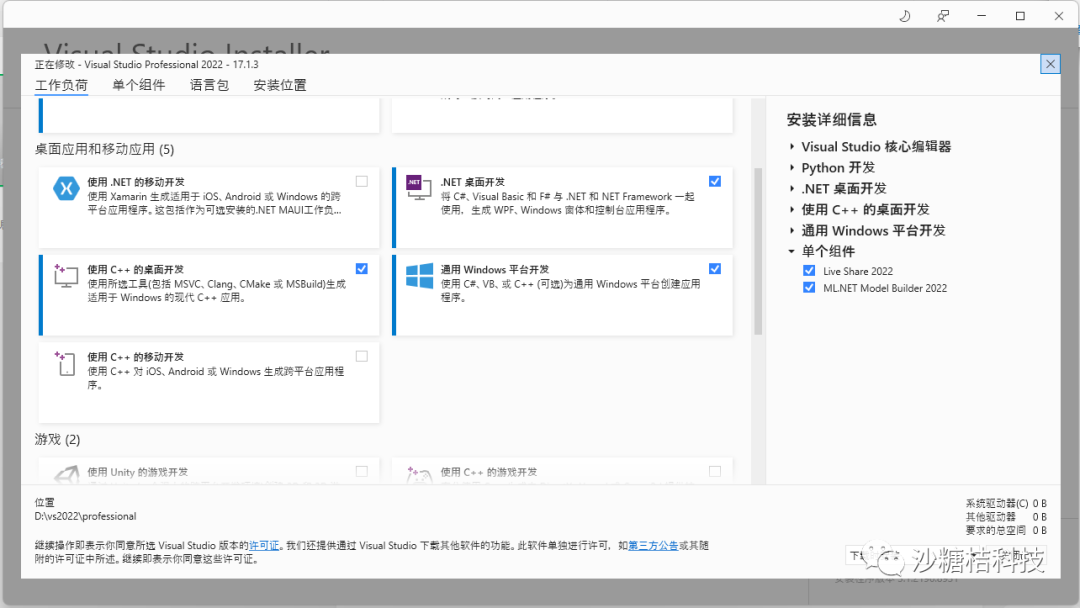 Visual Studio Installer
正在修改 - Visual Studio Professional 2022 - 17.1.3
工作负荷 单个组件 语言包 安装位置
桌面应用和移动应用 (5)
使用 .NET 的移动开发
使用 Xamarin 生成适用于 iOS、Android 或 Windows 的跨
平台应用程序。这包括作为可选安装的.NET MAUI工作负...
.NET
.NET 桌面开发
将 C#、Visual Basic 和 F# 与 .NET 和 NET Framework 一起
使用，生成 WPF、Windows 窗体和控制台应用程序。
使用 C++ 的桌面开发
使用所选工具(包括 MSVC、Clang、CMake 或 MSBuild)生成
适用于 Windows 的现代 C++ 应用。
通用 Windows 平台开发
使用 C#、VB、或 C++ (可选)为通用 Windows 平台创建应用
程序。
使用 C++ 的移动开发
使用 C++ 对 iOS、Android 或 Windows 生成跨平台应用程
序。
游戏 (2)
使用 Unity 的游戏开发
使用 C++ 的游戏开发
安装详细信息
Visual Studio 核心编辑器
Python 开发
.NET 桌面开发
使用 C++ 的桌面开发
通用 Windows 平台开发
单个组件
Live Share 2022
ML.NET Model Builder 2022
位置
D:\vs2022\professional
继续操作即表示你同意所选 Visual Studio 版本的许可证。我们还提供通过 Visual Studio 下载其他软件的功能。此软件单独进行许可，如第三方公告或其随
附的许可证中所述。继续即表示你同意这些许可证。
系统驱动器(C) 0 B
其他驱动器 0 B
要求的总空间 0 B
沙糖桔科技